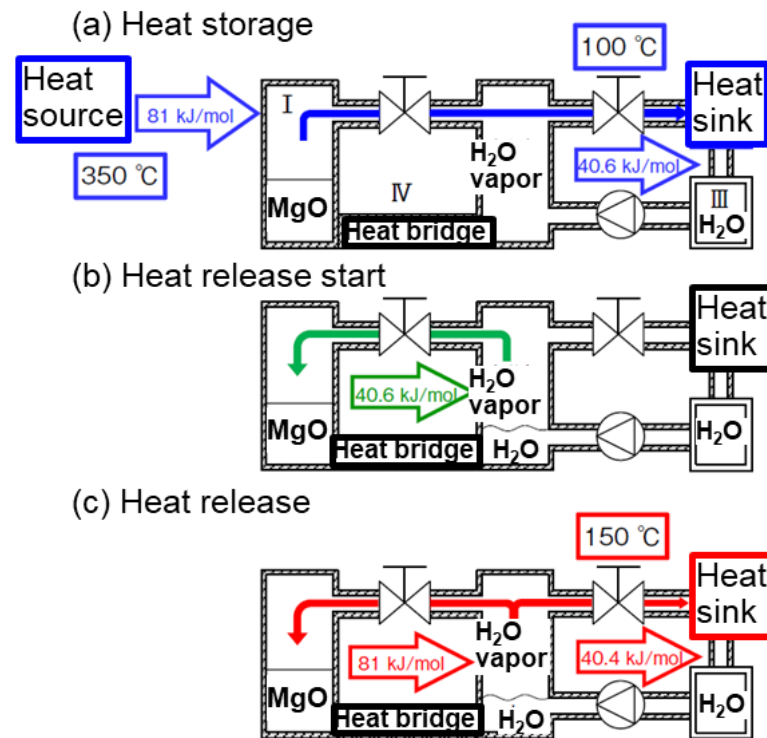 (a) Heat storage
100 ℃
Heat
source
81 kJ/mol
I
Heat
sink
350 ℃
H₂O
vapor
40.6 kJ/mol
MgO
IV
Heat bridge
III
H₂O
(b) Heat release start
Heat
sink
H₂O
vapor
40.6 kJ/mol
MgO
Heat bridge
H₂O
H₂O
(c) Heat release
150 ℃
Heat
sink
H₂O
vapor
81 kJ/mol
40.4 kJ/mol
MgO
Heat bridge
H₂O
H₂O